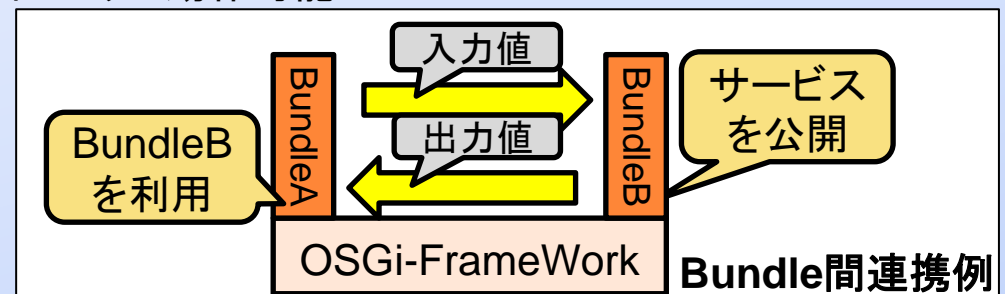 入力値
BundleA
BundleB
サービス
を公開
BundleB
を利用
出力値
OSGi-FrameWork
Bundle間連携例